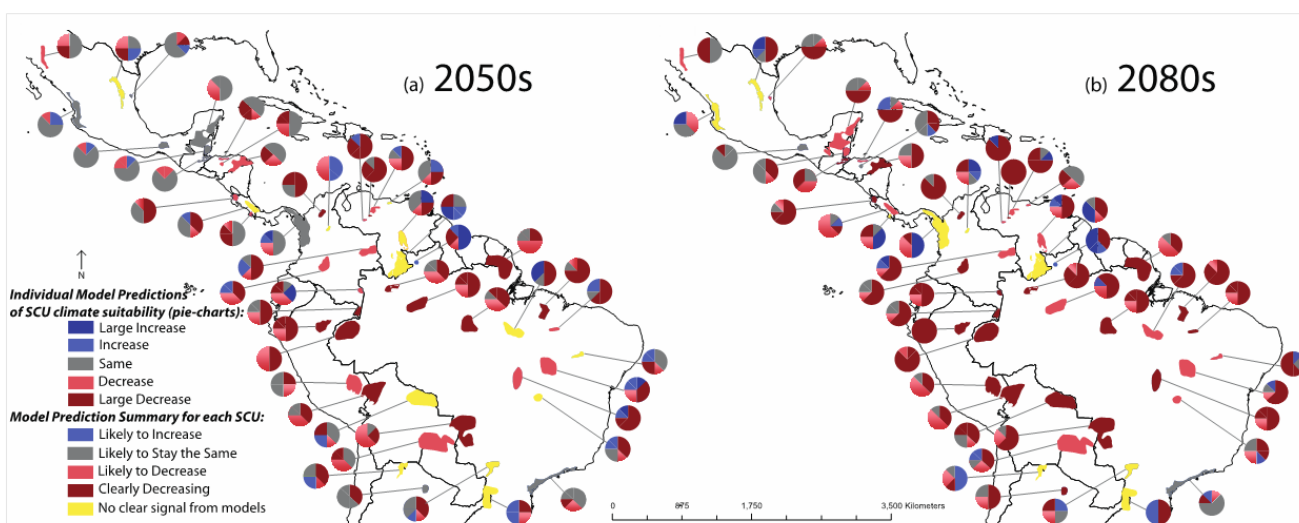 (a) 2050s
(b) 2080s
N
Individual Model Predictions
of SCU climate suitability (pie-charts):
Large Increase
Increase
Same
Decrease
Large Decrease
Model Prediction Summary for each SCU:
Likely to Increase
Likely to Stay the Same
Likely to Decrease
Clearly Decreasing
No clear signal from models
0 875 1,750 3,500 Kilometers